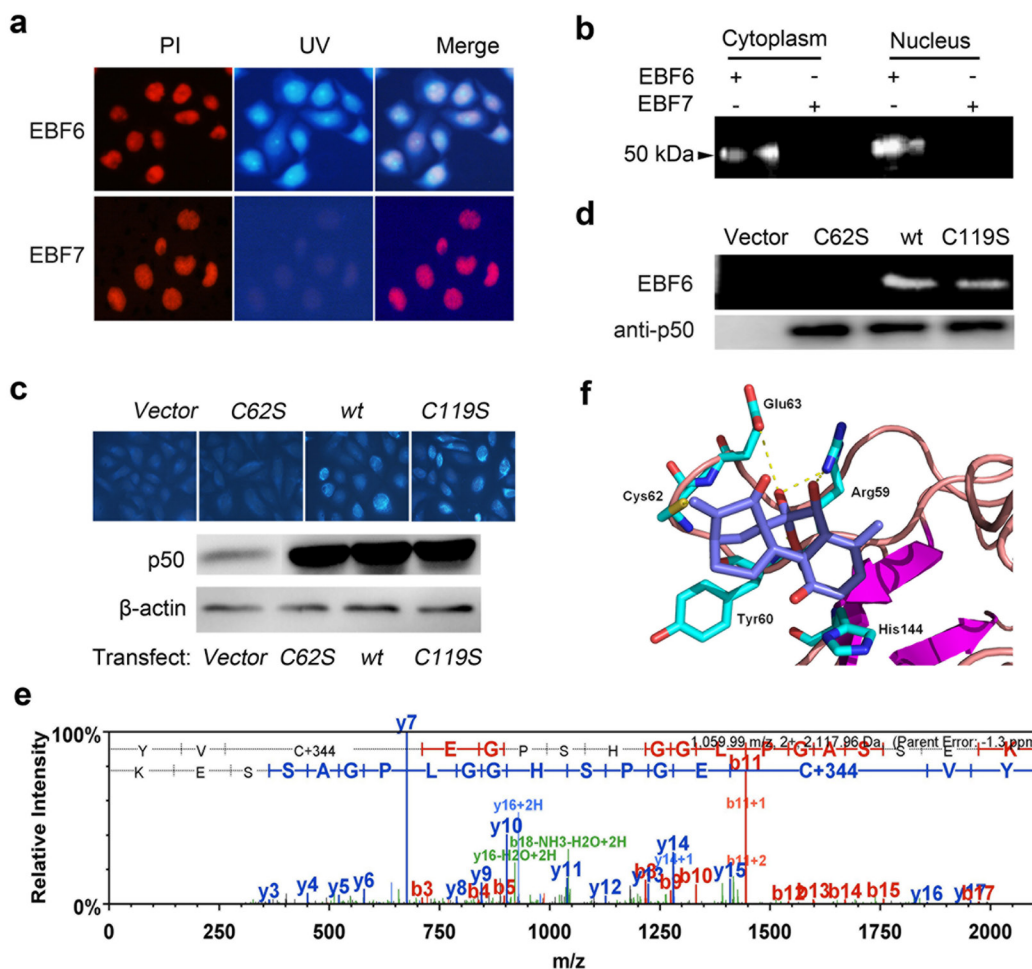 a
PI UV Merge
EBF6
EBF7
b
Cytoplasm Nucleus
EBF6 + - + -
EBF7 - + - +
50 kDa
d
Vector C62S wt C119S
EBF6
anti-p50
c
Vector C62S wt C119S
p50
β-actin
Transfect: Vector C62S wt C119S
f
Glu63
Cys62
Arg59
Tyr60
His144
e
Relative Intensity
100%
0%
y7
Y V C+344 E G P S H G G L P G A S S E K
1,059.99 m/z, 2+, 2,117.96 Da, (Parent Error: -1.3 ppm
K E S S A G P L G G H S P G E C+344 V Y
b11
y16+2H
y10
b18-NH3-H2O+2H
y16-H2O+2H
y14
y14+1
b11+1
b11+2
y3 y4 y5 y6 b3 y8 b4 y9 b5 y11 y12 b8 y13 b9 b10 y15 b12 b13 b14 b15 y16 y17 b17
0 250 500 750 1000 1250 1500 1750 2000
m/z